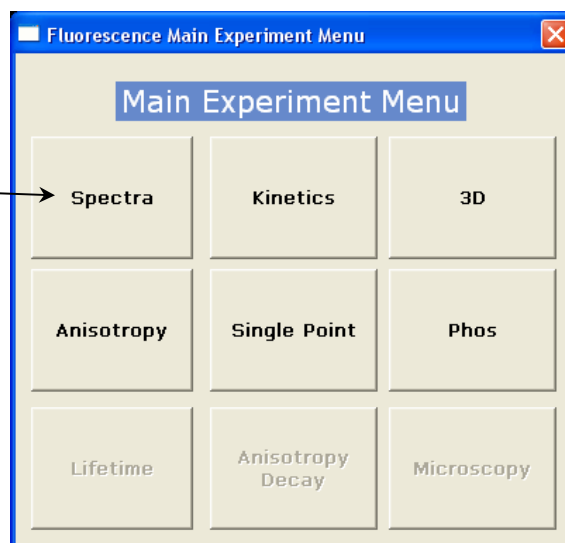 Fluorescence Main Experiment Menu
Main Experiment Menu
Spectra
Kinetics
3D
Anisotropy
Single Point
Phos
Lifetime
Anisotropy
Decay
Microscopy